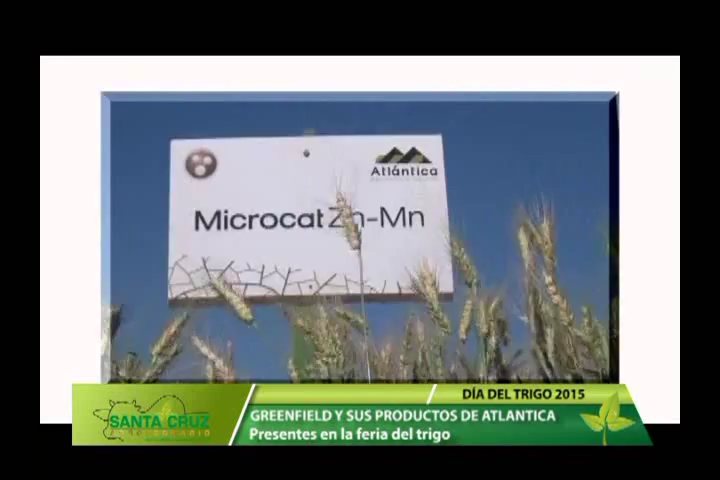 Atlántica
Microcat Zn-Mn
DÍA DEL TRIGO 2015
SANTA CRUZ
GREENFIELD Y SUS PRODUCTOS DE ATLANTICA
Presentes en la feria del trigo